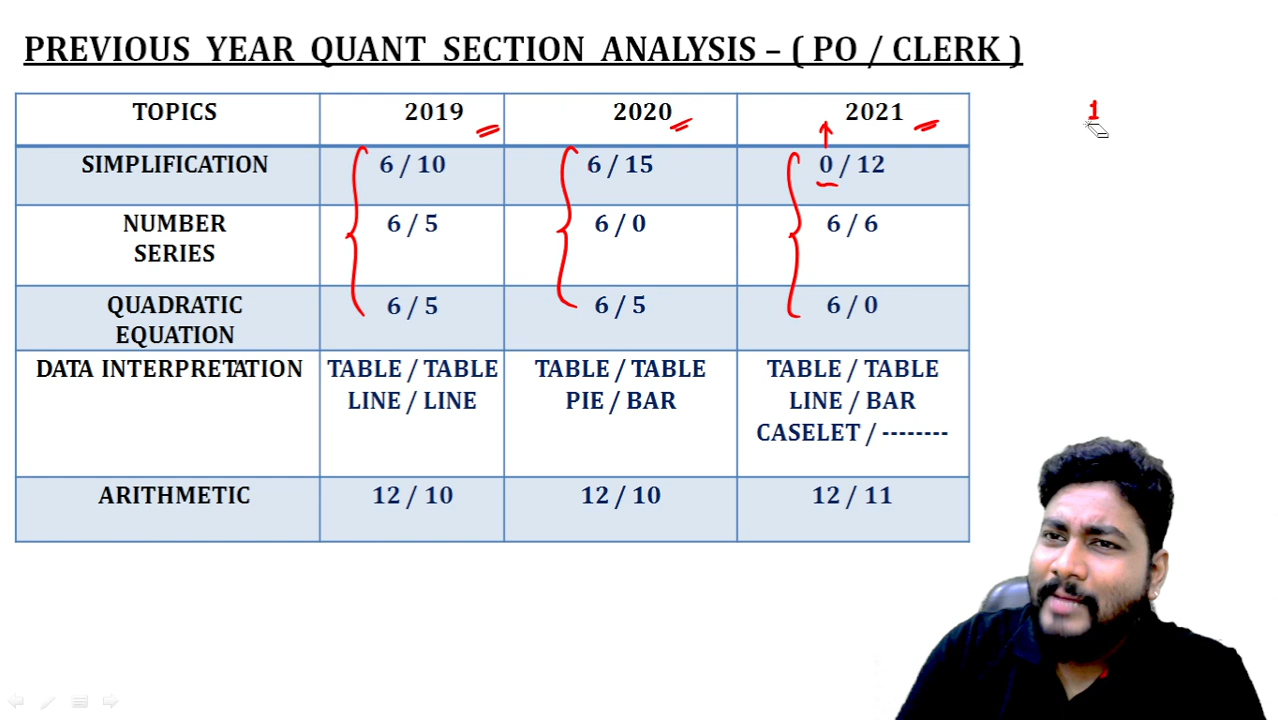 PREVIOUS YEAR QUANT SECTION ANALYSIS – ( PO / CLERK )
TOPICS 2019 2020 2021
1
SIMPLIFICATION 6 / 10 6 / 15 0 / 12
NUMBER 6 / 5 6 / 0 6 / 6
SERIES
QUADRATIC 6 / 5 6 / 5 6 / 0
EQUATION
DATA INTERPRETATION TABLE / TABLE TABLE / TABLE TABLE / TABLE
LINE / LINE PIE / BAR LINE / BAR
CASELET / --------
ARITHMETIC 12 / 10 12 / 10 12 / 11